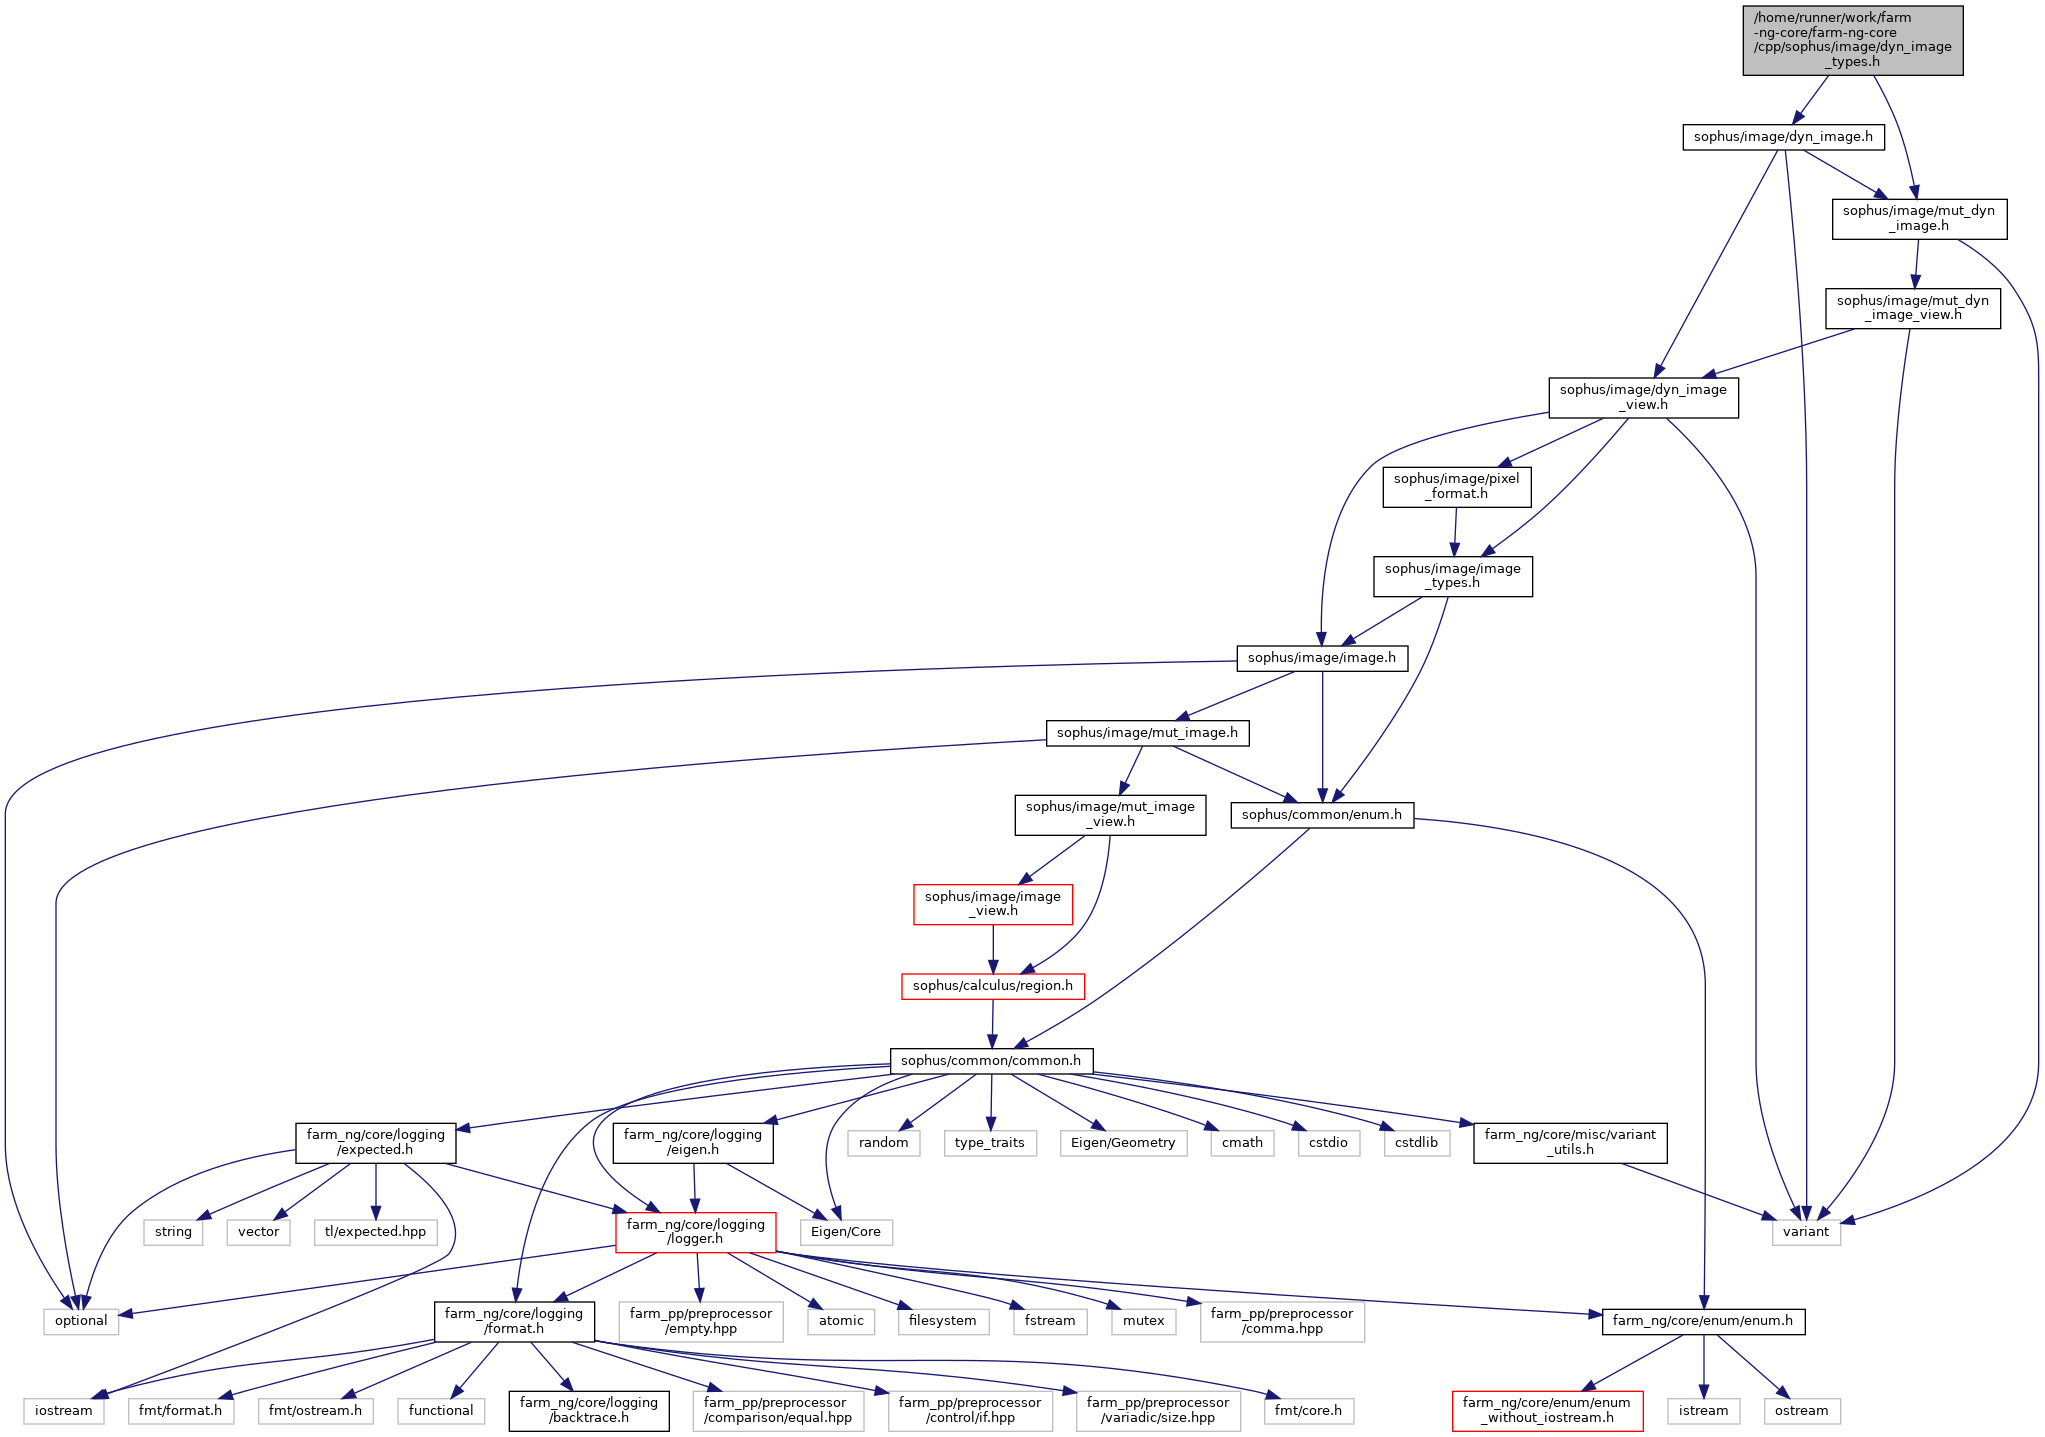 /home/runner/work/farm
-ng-core/farm-ng-core
/cpp/sophus/image/dyn_image
_types.h
sophus/image/dyn_image.h
sophus/image/mut_dyn
_image.h
sophus/image/mut_dyn
_image_view.h
sophus/image/dyn_image
_view.h
sophus/image/pixel
_format.h
sophus/image/image
_types.h
sophus/image/image.h
sophus/image/mut_image.h
sophus/image/mut_image
_view.h
sophus/common/enum.h
sophus/image/image
_view.h
sophus/calculus/region.h
sophus/common/common.h
farm_ng/core/logging
/expected.h
farm_ng/core/logging
/eigen.h
random
type_traits
Eigen/Geometry
cmath
cstdio
cstdlib
farm_ng/core/misc/variant
_utils.h
string
vector
tl/expected.hpp
farm_ng/core/logging
/logger.h
Eigen/Core
variant
optional
farm_ng/core/logging
/format.h
farm_pp/preprocessor
/empty.hpp
atomic
filesystem
fstream
mutex
farm_pp/preprocessor
/comma.hpp
farm_ng/core/enum/enum.h
iostream
fmt/format.h
fmt/ostream.h
functional
farm_ng/core/logging
/backtrace.h
farm_pp/preprocessor
/comparison/equal.hpp
farm_pp/preprocessor
/control/if.hpp
farm_pp/preprocessor
/variadic/size.hpp
fmt/core.h
farm_ng/core/enum/enum
_without_iostream.h
istream
ostream